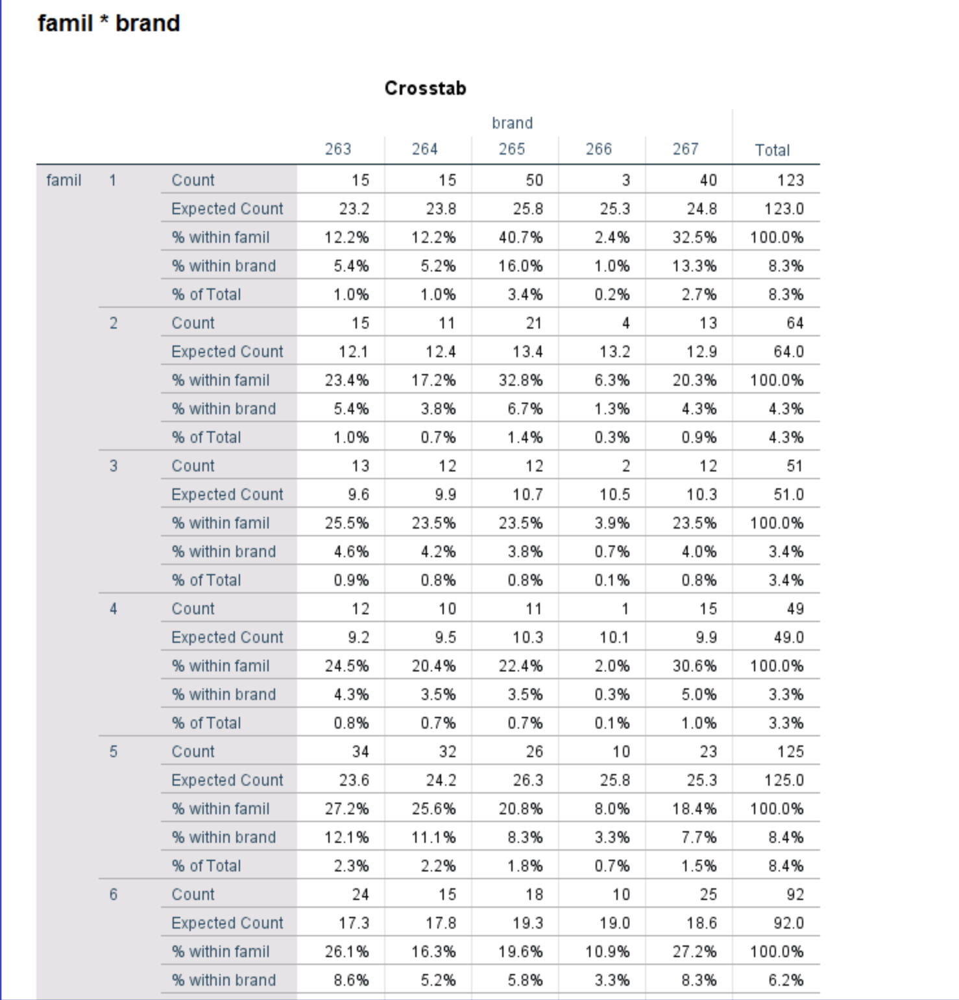 famil * brand
Crosstab
brand
263 264 265 266 267 Total
famil 1 Count 15 15 50 3 40 123
Expected Count 23.2 23.8 25.8 25.3 24.8 123.0
% within famil 12.2% 12.2% 40.7% 2.4% 32.5% 100.0%
% within brand 5.4% 5.2% 16.0% 1.0% 13.3% 8.3%
% of Total 1.0% 1.0% 3.4% 0.2% 2.7% 8.3%
2 Count 15 11 21 4 13 64
Expected Count 12.1 12.4 13.4 13.2 12.9 64.0
% within famil 23.4% 17.2% 32.8% 6.3% 20.3% 100.0%
% within brand 5.4% 3.8% 6.7% 1.3% 4.3% 4.3%
% of Total 1.0% 0.7% 1.4% 0.3% 0.9% 4.3%
3 Count 13 12 12 2 12 51
Expected Count 9.6 9.9 10.7 10.5 10.3 51.0
% within famil 25.5% 23.5% 23.5% 3.9% 23.5% 100.0%
% within brand 4.6% 4.2% 3.8% 0.7% 4.0% 3.4%
% of Total 0.9% 0.8% 0.8% 0.1% 0.8% 3.4%
4 Count 12 10 11 1 15 49
Expected Count 9.2 9.5 10.3 10.1 9.9 49.0
% within famil 24.5% 20.4% 22.4% 2.0% 30.6% 100.0%
% within brand 4.3% 3.5% 3.5% 0.3% 5.0% 3.3%
% of Total 0.8% 0.7% 0.7% 0.1% 1.0% 3.3%
5 Count 34 32 26 10 23 125
Expected Count 23.6 24.2 26.3 25.8 25.3 125.0
% within famil 27.2% 25.6% 20.8% 8.0% 18.4% 100.0%
% within brand 12.1% 11.1% 8.3% 3.3% 7.7% 8.4%
% of Total 2.3% 2.2% 1.8% 0.7% 1.5% 8.4%
6 Count 24 15 18 10 25 92
Expected Count 17.3 17.8 19.3 19.0 18.6 92.0
% within famil 26.1% 16.3% 19.6% 10.9% 27.2% 100.0%
% within brand 8.6% 5.2% 5.8% 3.3% 8.3% 6.2%